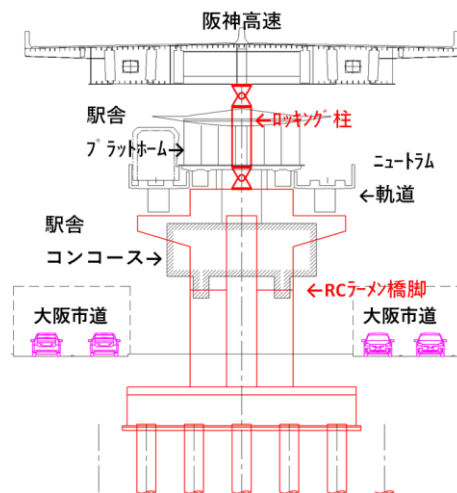 阪神高速
←ﾛｯｷﾝｸﾞ柱
駅舎
ﾌﾟﾗｯﾄﾎｰﾑ→
ﾆｭｰﾄﾗﾑ
←軌道
駅舎
コンコース→
←RCﾗｰﾒﾝ橋脚
大阪市道
大阪市道